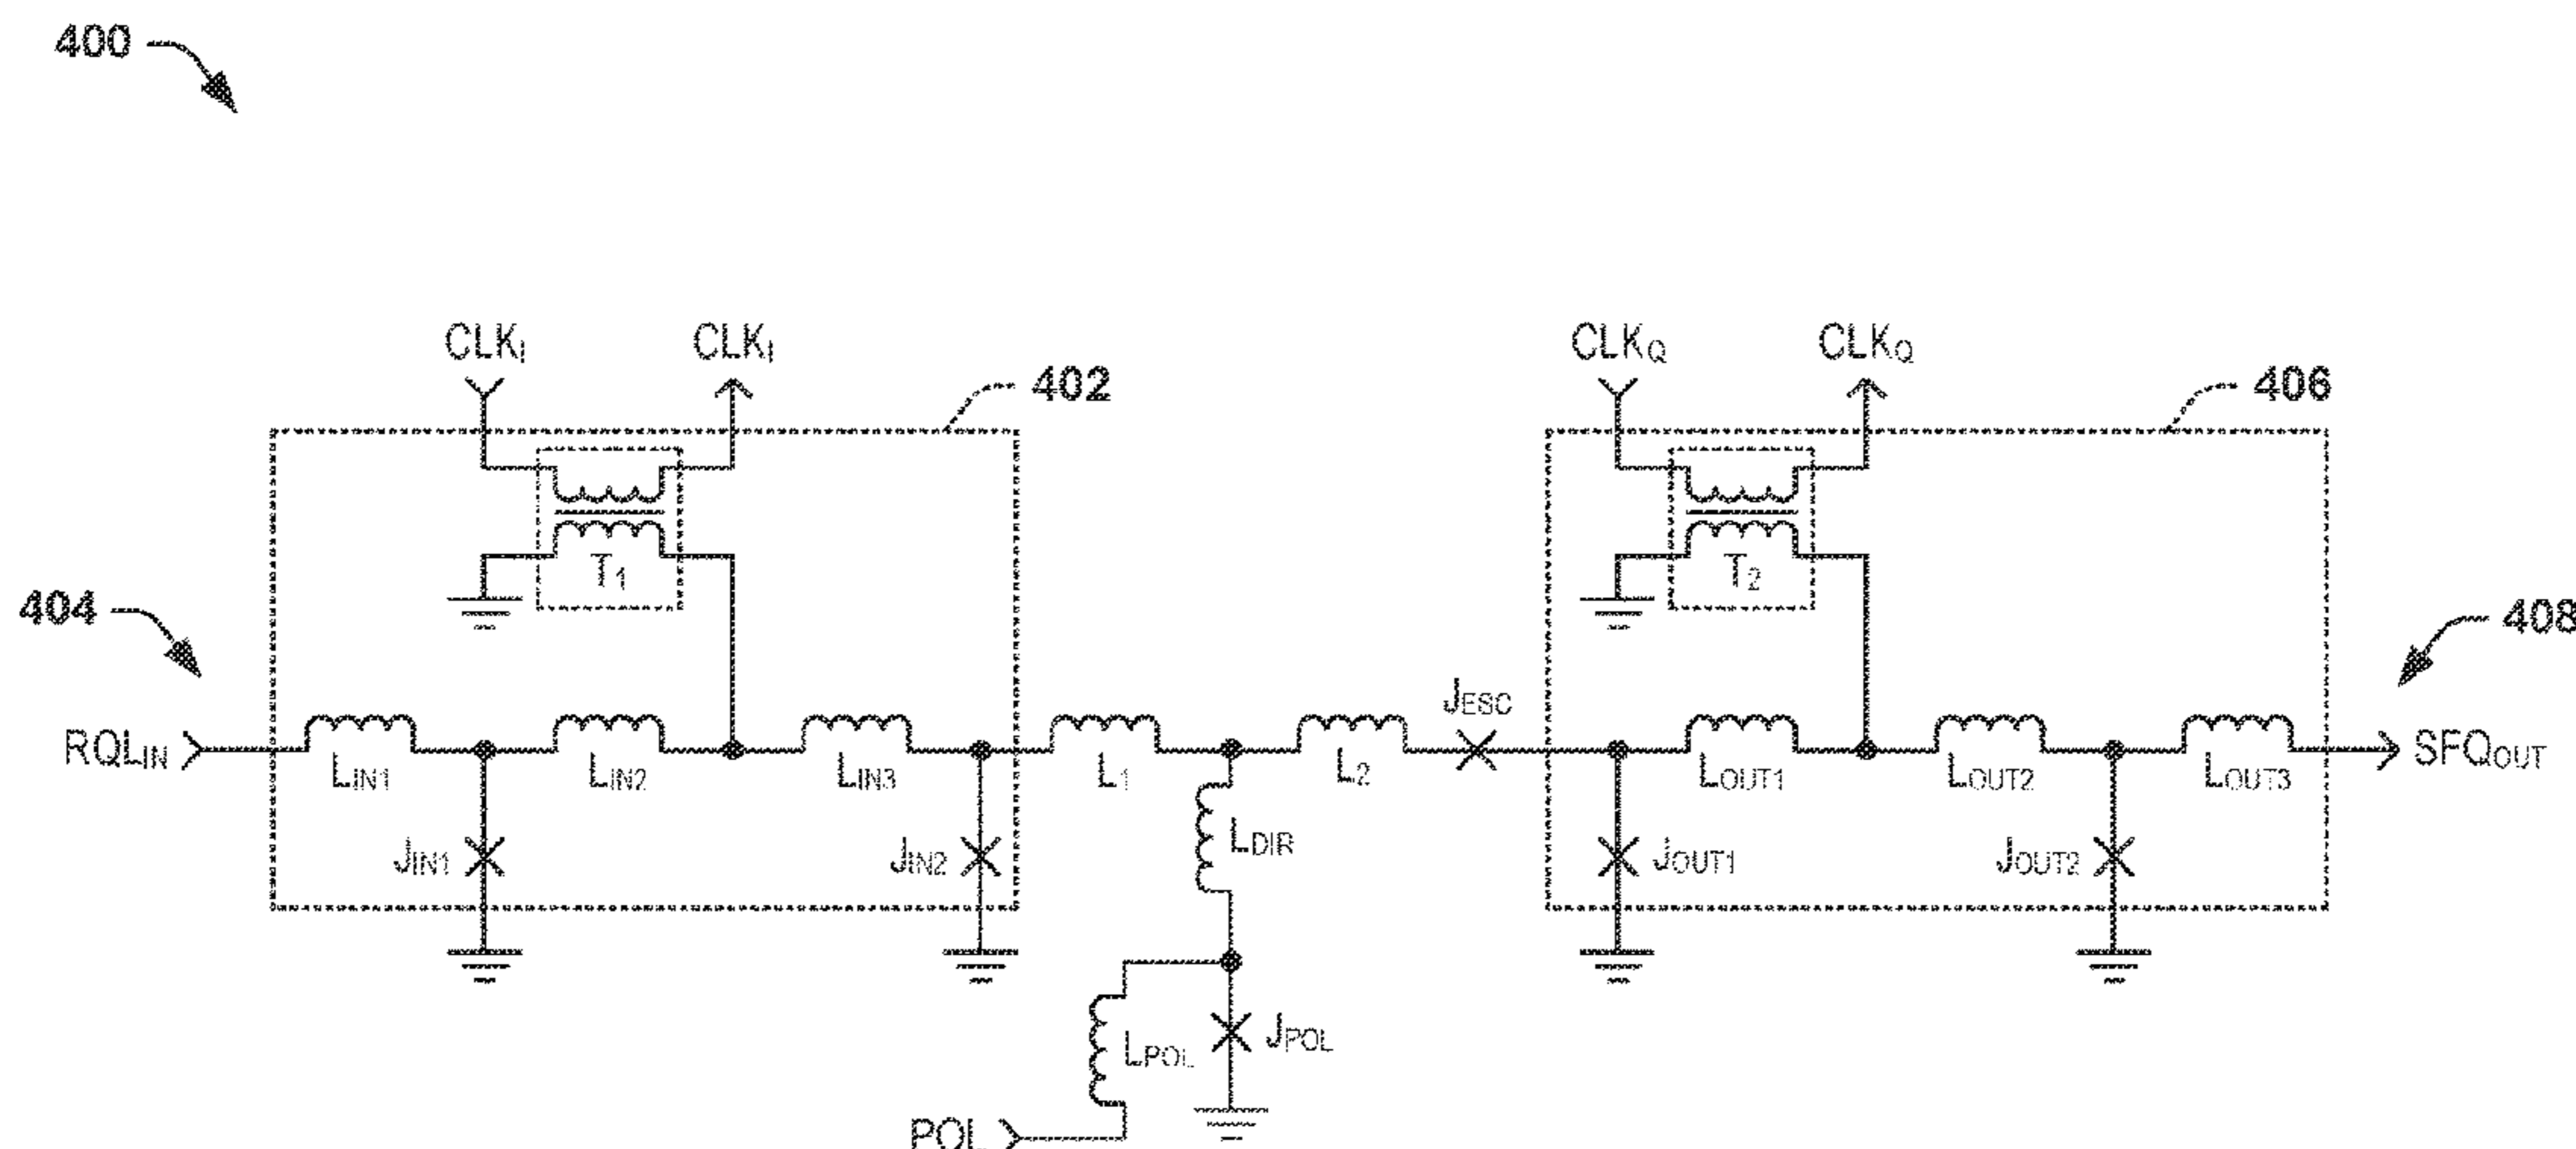 400
CLKI CLKI CLKQ CLKQ
402 406
T1 T2
404 408
JESC
RQLIN SFQOUT
LIN1 LIN2 LIN3 L1 L2 LOUT1 LOUT2 LOUT3
LDIR
JIN1 JIN2 JOUT1 JOUT2
LPOL JPOL
POL